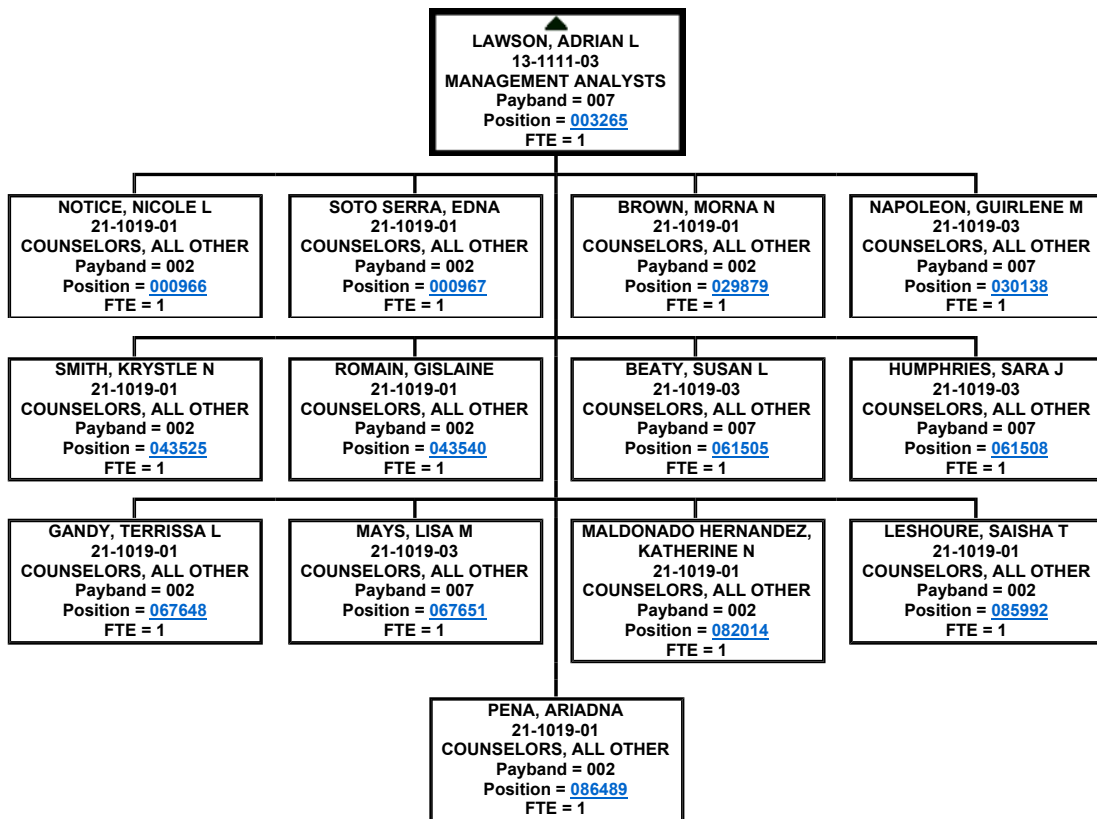 LAWSON, ADRIAN L
13-1111-03
MANAGEMENT ANALYSTS
Payband = 007
Position = 003265
FTE = 1
NOTICE, NICOLE L
21-1019-01
COUNSELORS, ALL OTHER
Payband = 002
Position = 000966
FTE = 1
SOTO SERRA, EDNA
21-1019-01
COUNSELORS, ALL OTHER
Payband = 002
Position = 000967
FTE = 1
BROWN, MORNA N
21-1019-01
COUNSELORS, ALL OTHER
Payband = 002
Position = 029879
FTE = 1
NAPOLEON, GUIRLENE M
21-1019-03
COUNSELORS, ALL OTHER
Payband = 007
Position = 030138
FTE = 1
SMITH, KRYSTLE N
21-1019-01
COUNSELORS, ALL OTHER
Payband = 002
Position = 043525
FTE = 1
ROMAIN, GISLAINE
21-1019-01
COUNSELORS, ALL OTHER
Payband = 002
Position = 043540
FTE = 1
BEATY, SUSAN L
21-1019-03
COUNSELORS, ALL OTHER
Payband = 007
Position = 061505
FTE = 1
HUMPHRIES, SARA J
21-1019-03
COUNSELORS, ALL OTHER
Payband = 007
Position = 061508
FTE = 1
GANDY, TERRISSA L
21-1019-01
COUNSELORS, ALL OTHER
Payband = 002
Position = 067648
FTE = 1
MAYS, LISA M
21-1019-03
COUNSELORS, ALL OTHER
Payband = 007
Position = 067651
FTE = 1
MALDONADO HERNANDEZ,
KATHERINE N
21-1019-01
COUNSELORS, ALL OTHER
Payband = 002
Position = 082014
FTE = 1
LESHOURE, SAISHA T
21-1019-01
COUNSELORS, ALL OTHER
Payband = 002
Position = 085992
FTE = 1
PENA, ARIADNA
21-1019-01
COUNSELORS, ALL OTHER
Payband = 002
Position = 086489
FTE = 1